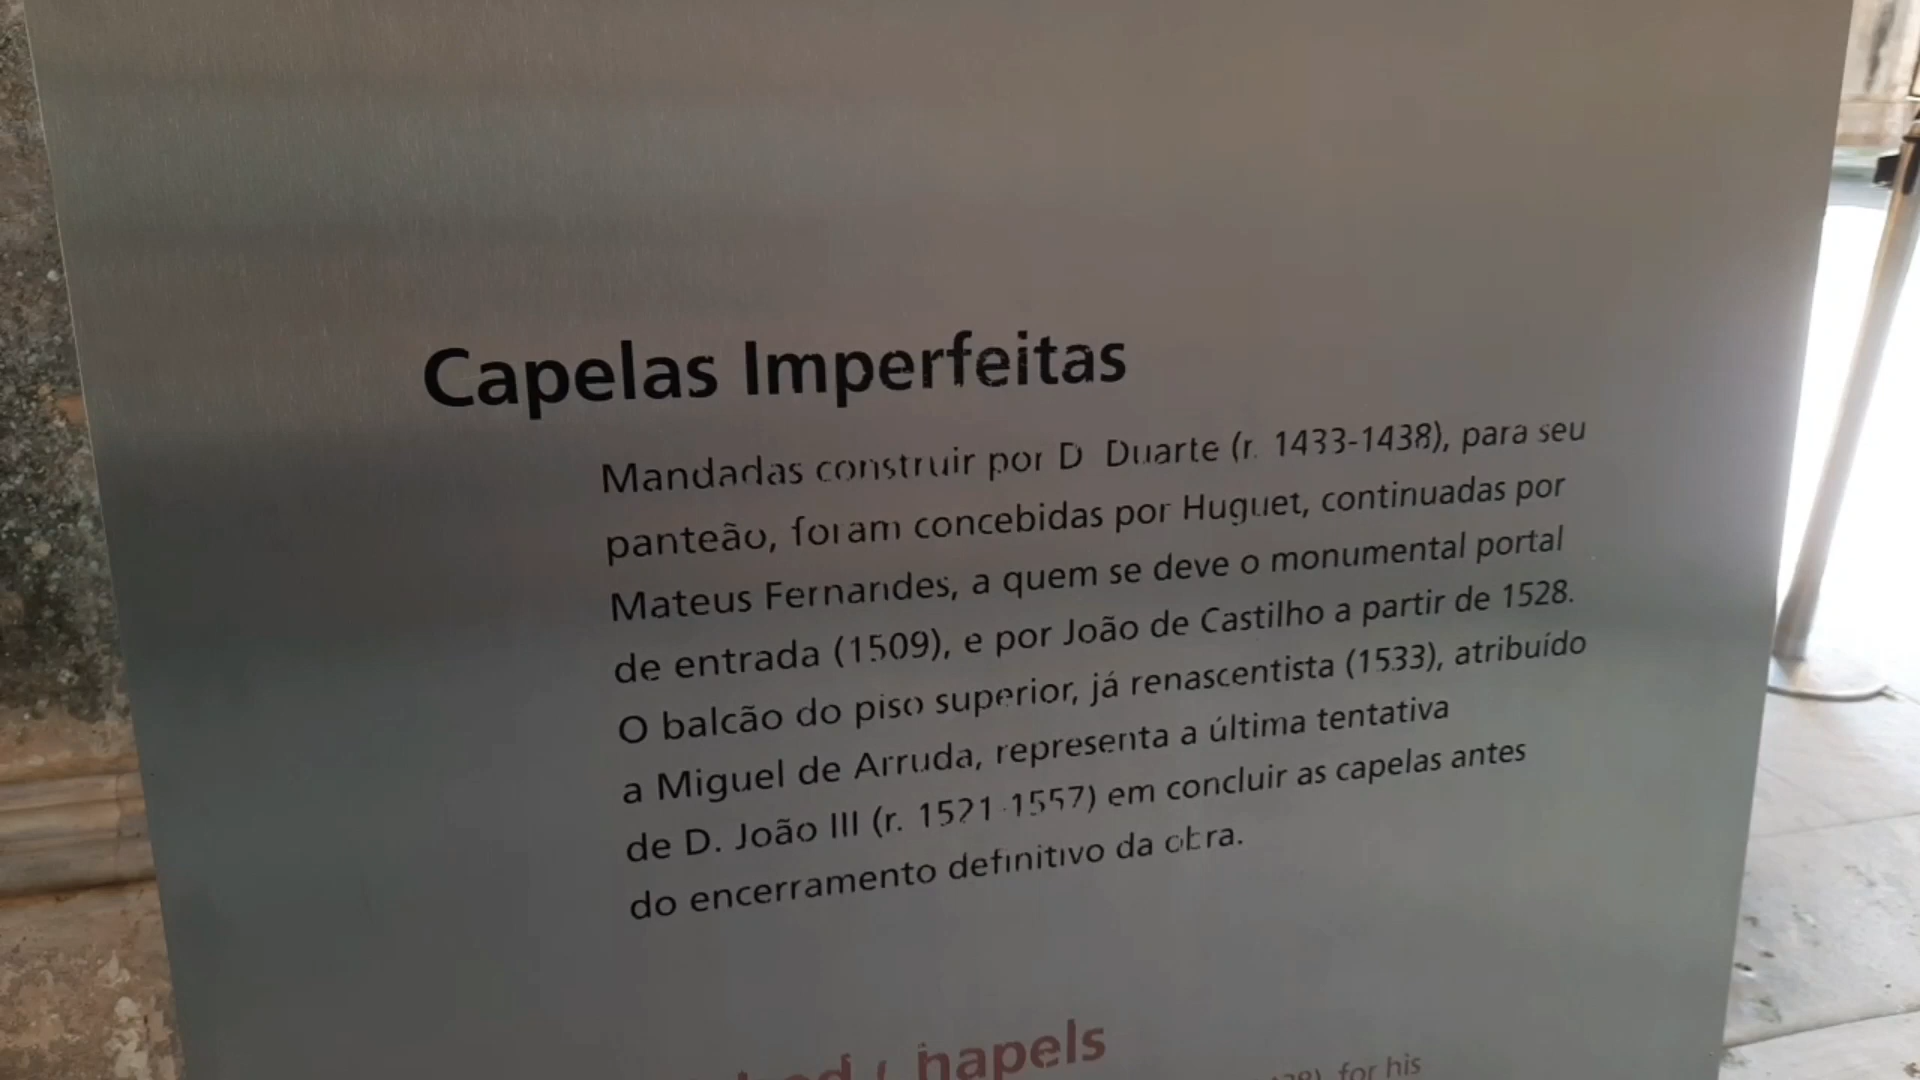 Capelas Imperfeitas
Mandadas construir por D Duarte (r. 1433-1438), para seu
panteão, foram concebidas por Huguet, continuadas por
Mateus Fernandes, a quem se deve o monumental portal
de entrada (1509), e por João de Castilho a partir de 1528.
O balcão do piso superior, já renascentista (1533), atribuído
a Miguel de Arruda, representa a última tentativa
de D. João III (r. 1521-1557) em concluir as capelas antes
do encerramento definitivo da obra.
hapels
for his